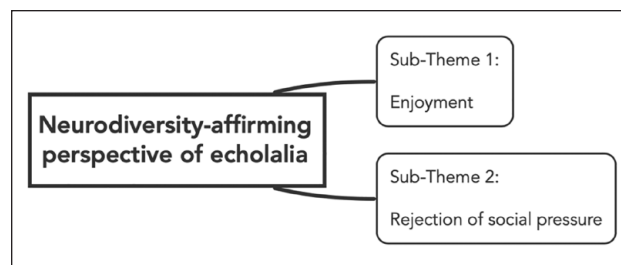 Neurodiversity-affirming
perspective of echolalia
Sub-Theme 1:
Enjoyment
Sub-Theme 2:
Rejection of social pressure